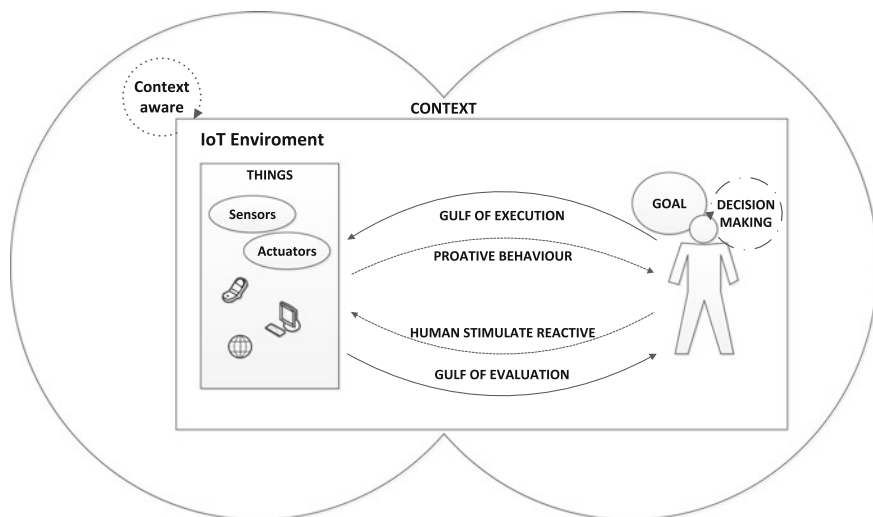 Context
aware
CONTEXT
IoT Enviroment
THINGS
Sensors
Actuators
GULF OF EXECUTION
PROATIVE BEHAVIOUR
HUMAN STIMULATE REACTIVE
GULF OF EVALUATION
GOAL
DECISION
MAKING